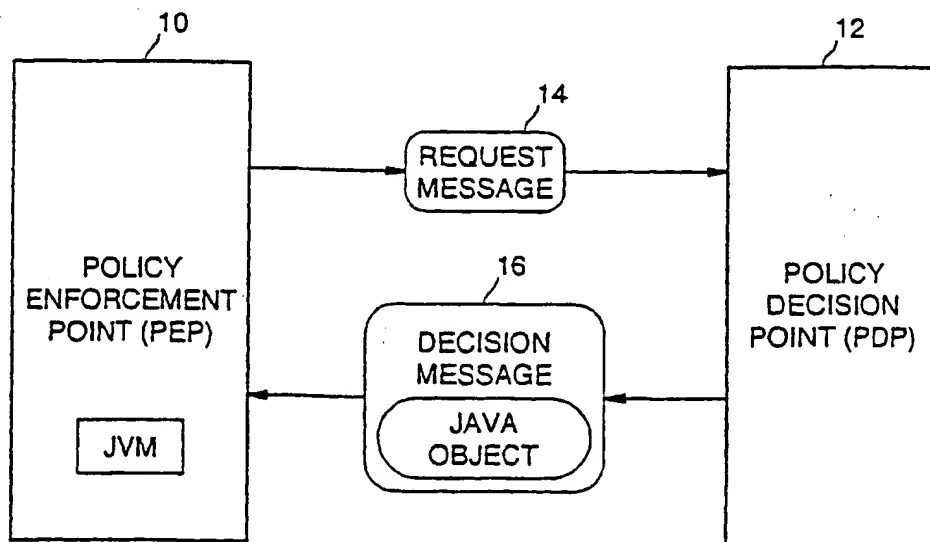 10
12
14
REQUEST
MESSAGE
POLICY
ENFORCEMENT
POINT (PEP)
POLICY
DECISION
POINT (PDP)
16
DECISION
MESSAGE
JAVA
OBJECT
JVM